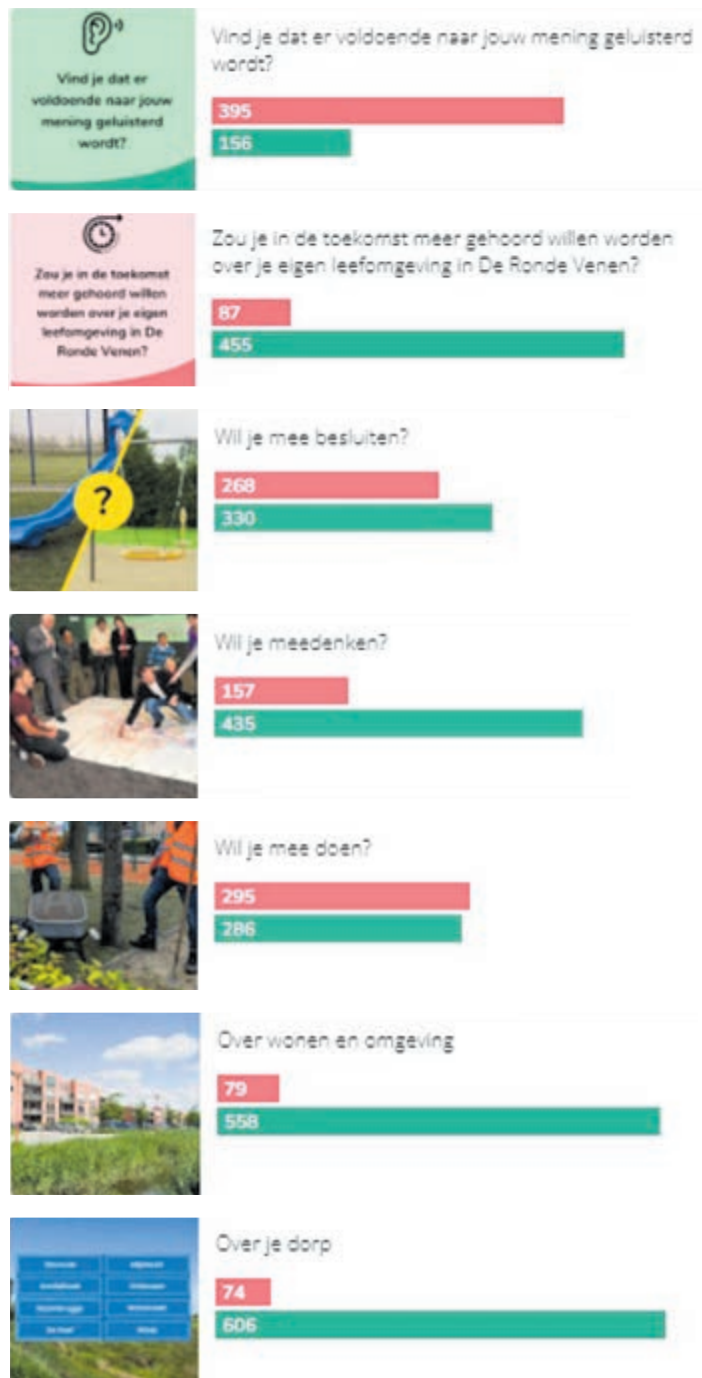 Vind je dat er
voldoende naar jouw
mening geluisterd
wordt?
Vind je dat er voldoende naar jouw mening geluisterd
wordt?
395
156
Zou je in de toekomst
meer gehoord willen
worden over je eigen
leefomgeving in De
Ronde Venen?
Zou je in de toekomst meer gehoord willen worden
over je eigen leefomgeving in De Ronde Venen?
87
455
?
Wil je mee besluiten?
268
330
Wil je meedenken?
157
435
Wil je mee doen?
295
286
Over wonen en omgeving
79
558
Over je dorp
74
606